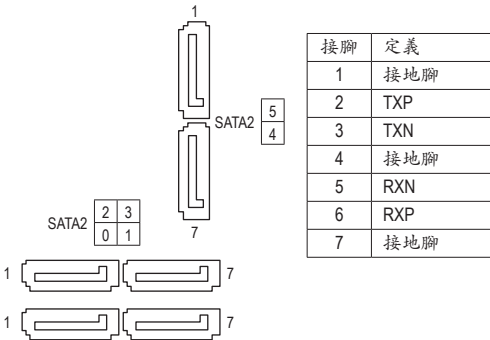 1
SATA2
5
4
7
SATA2
2 3
0 1
1 7
1 7
接腳 定義
1 接地腳
2 TXP
3 TXN
4 接地腳
5 RXN
6 RXP
7 接地腳